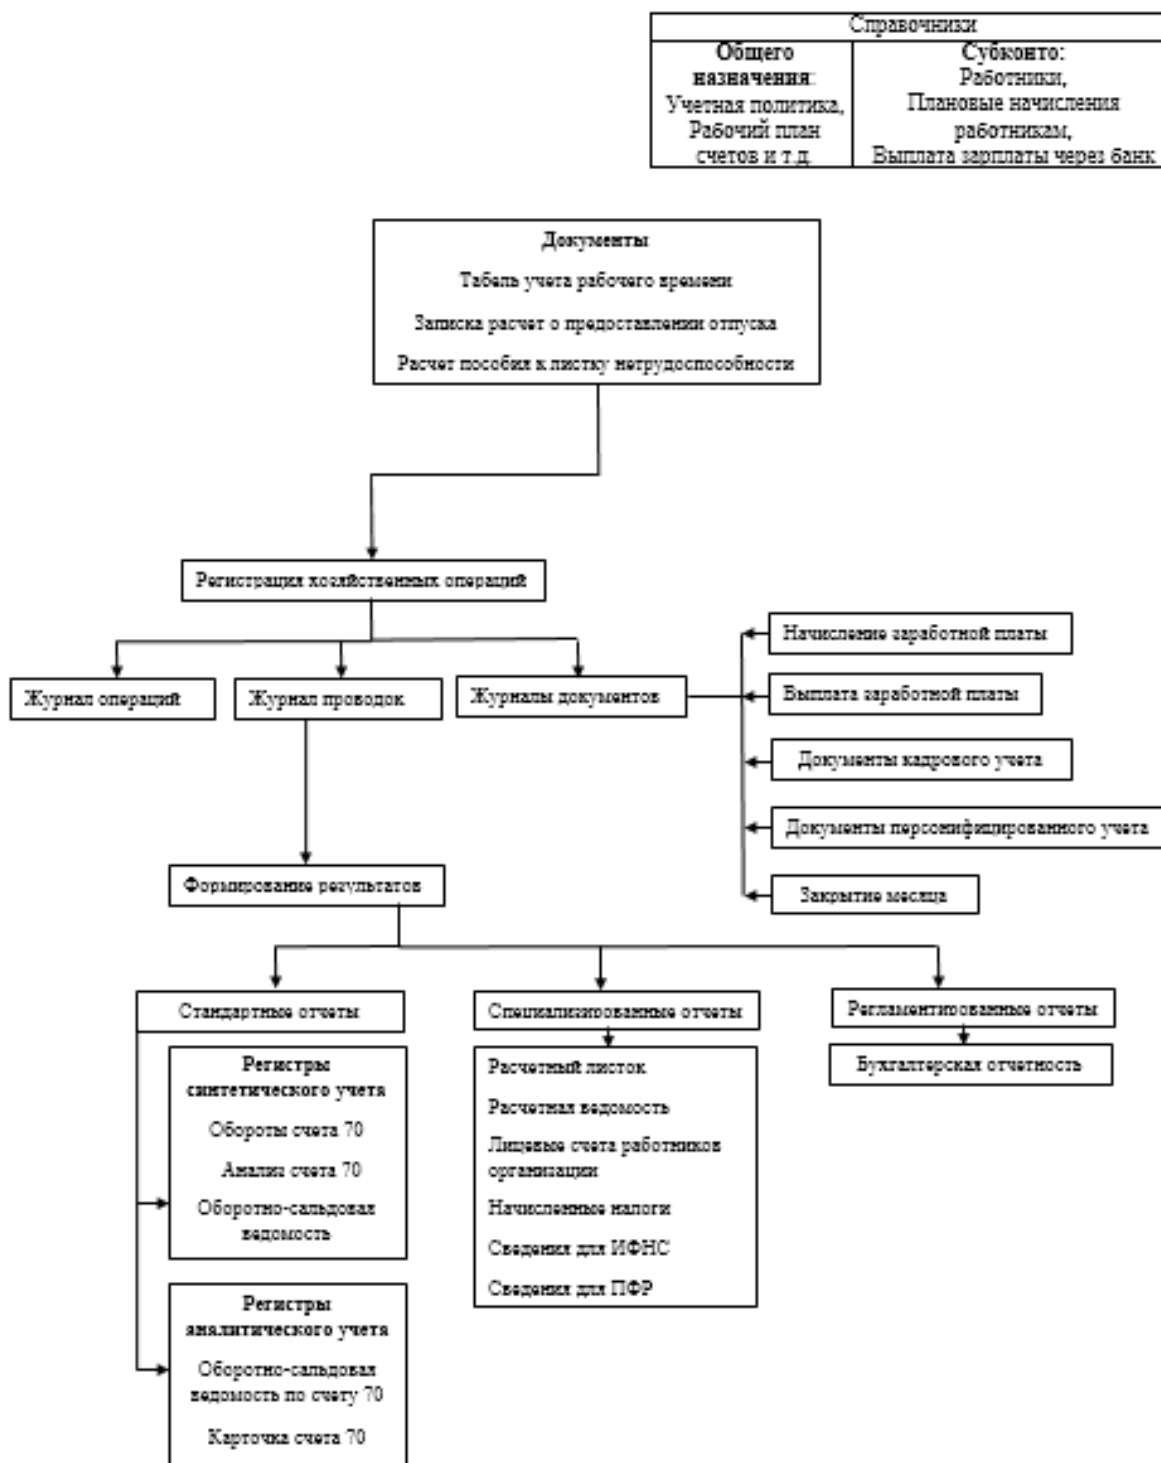 Справочники
Общего
назначения:
Учетная политика,
Рабочий план
счетов и т.д.
Субконто:
Работники,
Плановые начисления
работникам,
Выплата зарплаты через банк
Документы
Табель учета рабочего времени
Записка расчет о предоставлении отпуска
Расчет пособия к листку нетрудоспособности
Регистрация хозяйственных операций
Журнал операций
Журнал проводок
Журналы документов
Начисление заработной платы
Выплата заработной платы
Документы кадрового учета
Документы персонифицированного учета
Закрытие месяца
Формирование результатов
Стандартные отчеты
Специализированные отчеты
Регламентированные отчеты
Регистры
синтетического учета
Обороты счета 70
Анализ счета 70
Оборотно-сальдовая
ведомость
Регистры
аналитического учета
Оборотно-сальдовая
ведомость по счету 70
Карточка счета 70
Расчетный листок
Расчетная ведомость
Лицевые счета работников
организации
Начисленные налоги
Сведения для ИФНС
Сведения для ПФР
Бухгалтерская отчетность